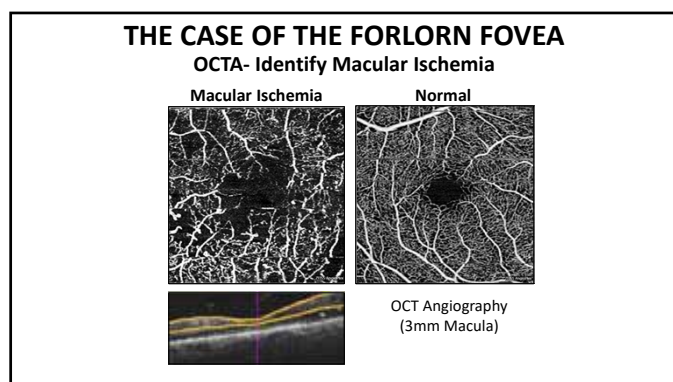 THE CASE OF THE FORLORN FOVEA
OCTA- Identify Macular Ischemia
Macular Ischemia
Normal
OCT Angiography
(3mm Macula)